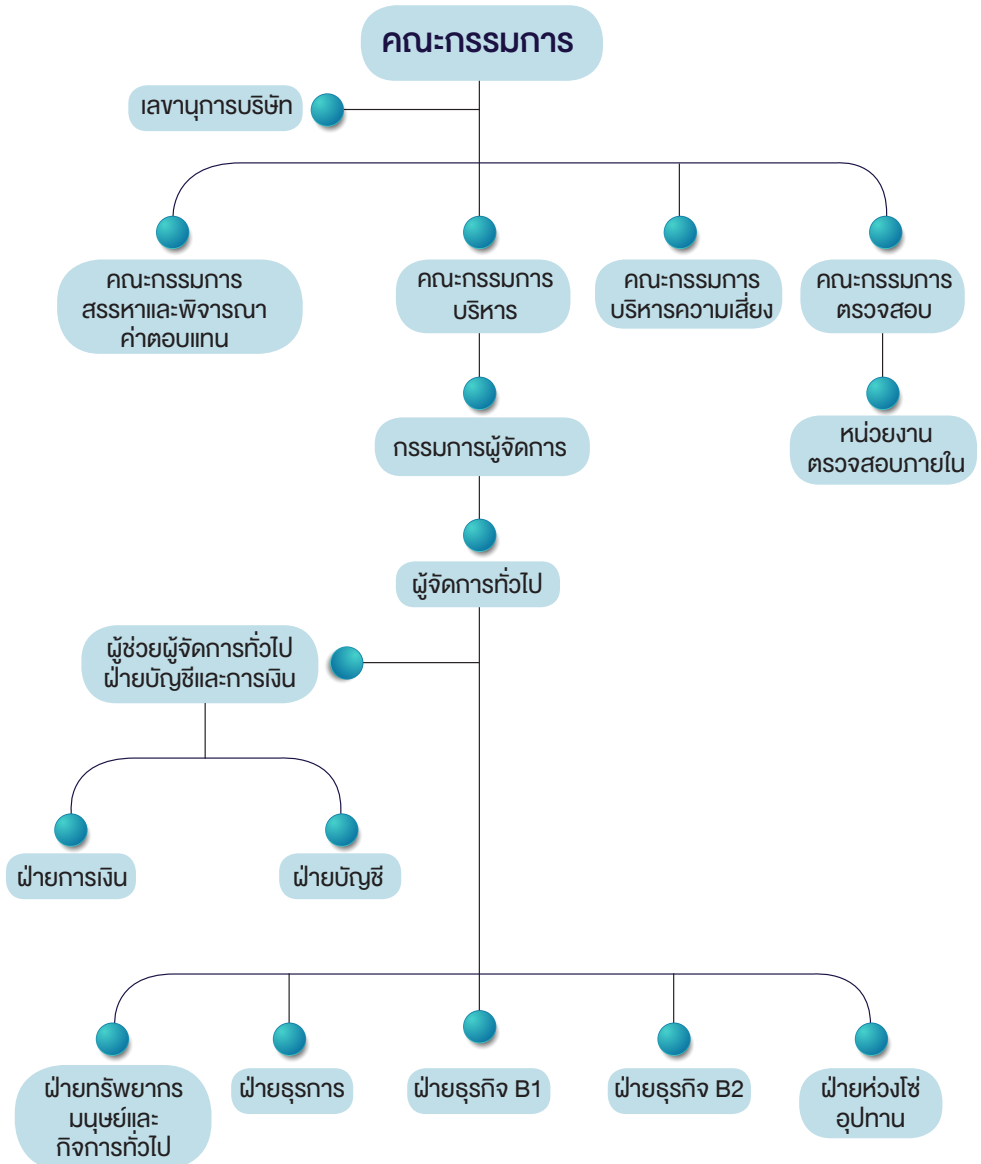 คณะกรรมการ
เลขานุการบริษัท
คณะกรรมการ
สรรหาและพิจารณา
ค่าตอบแทน
คณะกรรมการ
บริหาร
คณะกรรมการ
บริหารความเสี่ยง
คณะกรรมการ
ตรวจสอบ
กรรมการผู้จัดการ
หน่วยงาน
ตรวจสอบภายใน
ผู้จัดการทั่วไป
ผู้ช่วยผู้จัดการทั่วไป
ฝ่ายบัญชีและการเงิน
ฝ่ายการเงิน
ฝ่ายบัญชี
ฝ่ายทรัพยากร
มนุษย์และ
กิจการทั่วไป
ฝ่ายธุรการ
ฝ่ายธุรกิจ B1
ฝ่ายธุรกิจ B2
ฝ่ายห่วงโซ่
อุปทาน